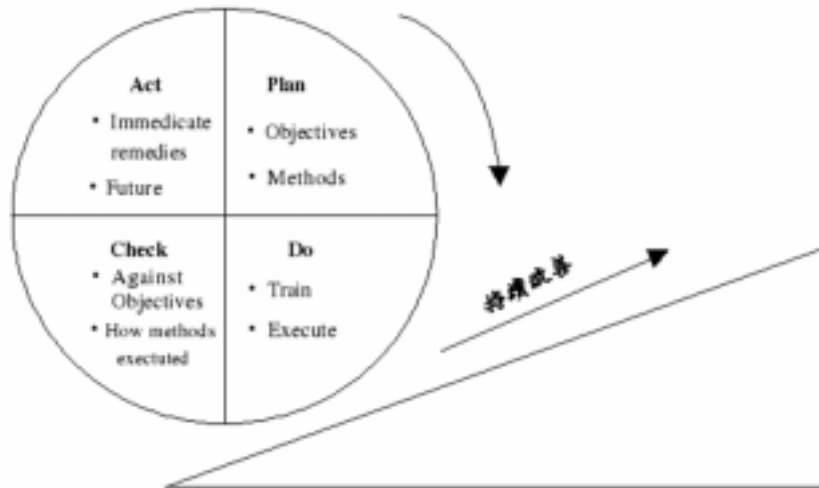 Act
• Immedicate
remedies
• Future
Plan
• Objectives
• Methods
Check
• Against
Objectives
• How methods
exectuted
Do
• Train
• Execute
持续改善